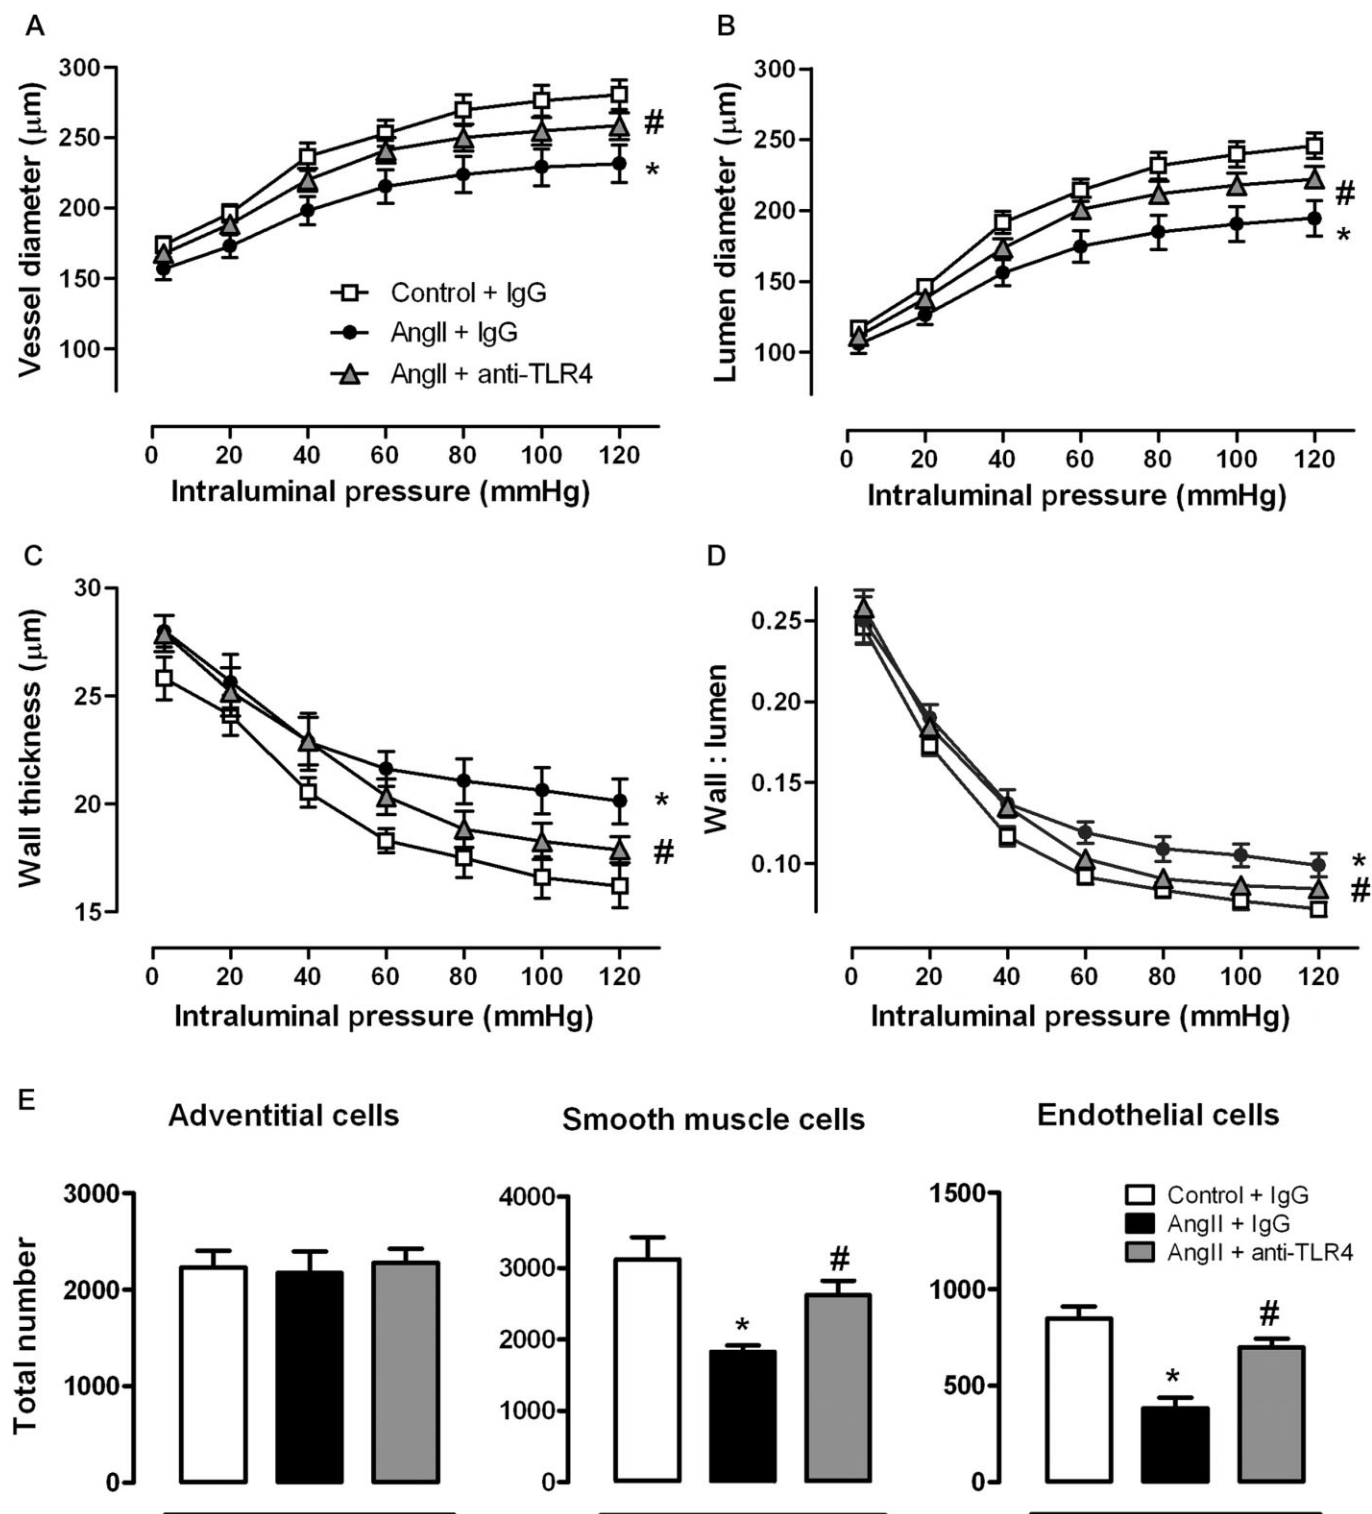 A
B
300
250
200
150
100
Vessel diameter (μm)
#
*
Control + IgG
AngII + IgG
AngII + anti-TLR4
0 20 40 60 80 100 120
Intraluminal pressure (mmHg)
300
250
200
150
100
Lumen diameter (μm)
#
*
0 20 40 60 80 100 120
Intraluminal pressure (mmHg)
C
D
30
25
20
15
Wall thickness (μm)
*
#
0 20 40 60 80 100 120
Intraluminal pressure (mmHg)
0.25
0.20
0.15
0.10
Wall : lumen
*
#
0 20 40 60 80 100 120
Intraluminal pressure (mmHg)
E
Adventitial cells
3000
2000
1000
0
Total number
Smooth muscle cells
4000
3000
2000
1000
0
*
#
Endothelial cells
1500
1000
500
0
Control + IgG
AngII + IgG
AngII + anti-TLR4
*
#